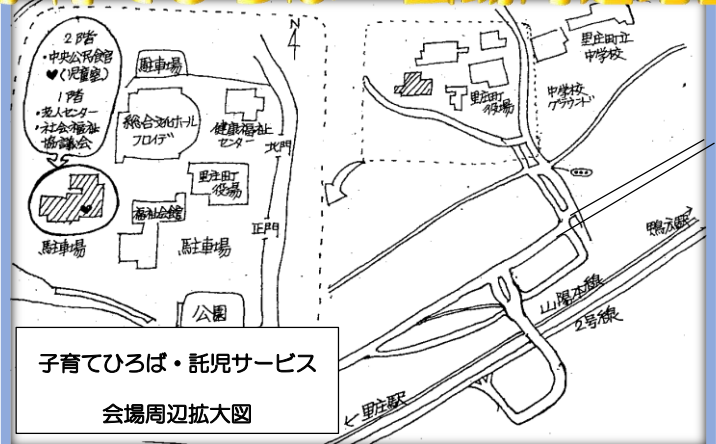 2階
・中央公民館
♥(児童室)
1階
・老人センター
・社会福祉
協議会
駐車場
N
総合文化ホール
フロイデ
健康福祉
センター
北門
里庄町
役場
福祉会館
正門
駐車場
駐車場
公園
里庄町立
中学校
里庄町
役場
中学校
グラウンド
鴨方駅
山陽本線
2号線
里庄駅
子育てひろば・託児サービス
会場周辺拡大図